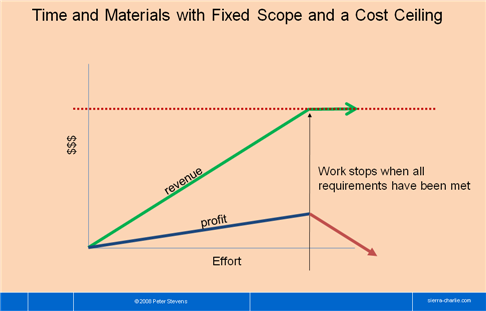 Time and Materials with Fixed Scope and a Cost Ceiling
$$$
revenue
Work stops when all
requirements have been met
profit
Effort
©2008 Peter Stevens
sierra-charlie.com